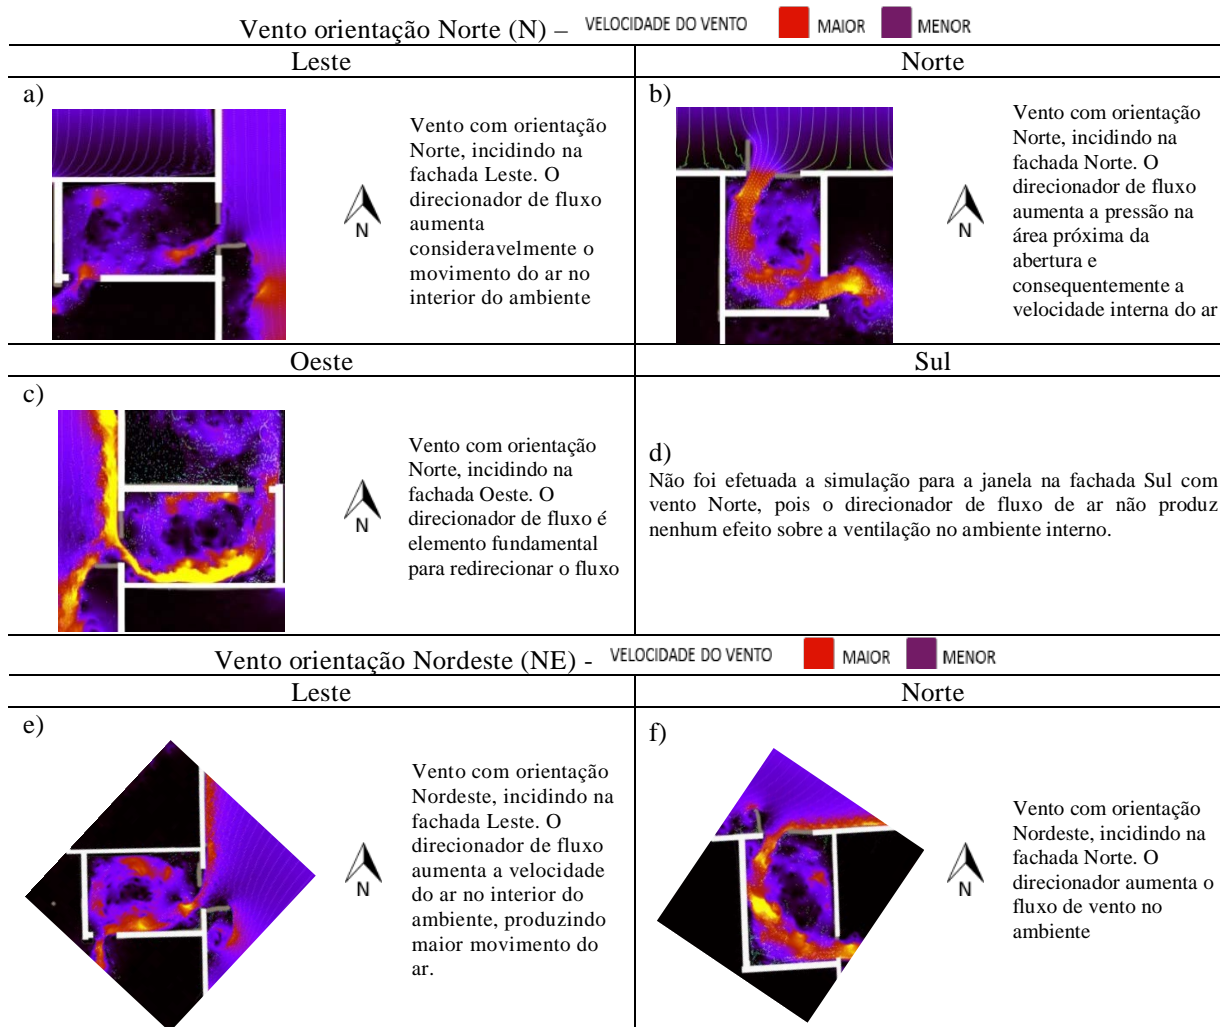 Vento orientação Norte (N) – VELOCIDADE DO VENTO MAIOR MENOR
Leste
Norte
a)
Vento com orientação
Norte, incidindo na
fachada Leste. O
direcionador de fluxo
aumenta
consideravelmente o
movimento do ar no
interior do ambiente
N
b)
Vento com orientação
Norte, incidindo na
fachada Norte. O
direcionador de fluxo
aumenta a pressão na
área próxima da
abertura e
consequentemente a
velocidade interna do ar
N
Oeste
Sul
c)
Vento com orientação
Norte, incidindo na
fachada Oeste. O
direcionador de fluxo é
elemento fundamental
para redirecionar o fluxo
N
d)
Não foi efetuada a simulação para a janela na fachada Sul com
vento Norte, pois o direcionador de fluxo de ar não produz
nenhum efeito sobre a ventilação no ambiente interno.
Vento orientação Nordeste (NE) - VELOCIDADE DO VENTO MAIOR MENOR
Leste
Norte
e)
Vento com orientação
Nordeste, incidindo na
fachada Leste. O
direcionador de fluxo
aumenta a velocidade
do ar no interior do
ambiente, produzindo
maior movimento do
ar.
N
f)
Vento com orientação
Nordeste, incidindo na
fachada Norte. O
direcionador aumenta o
fluxo de vento no
ambiente
N